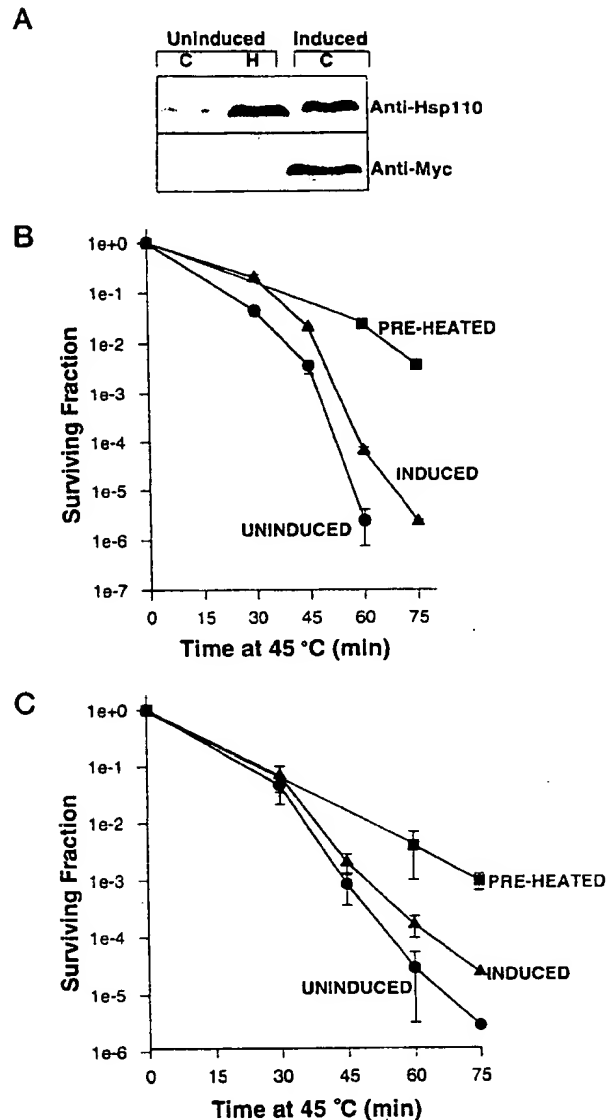 A
Uninduced Induced
C H C
Anti-Hsp110
Anti-Myc
B
1e+0
1e-1
1e-2
1e-3
1e-4
1e-5
1e-6
1e-7
Surviving Fraction
PRE-HEATED
INDUCED
UNINDUCED
0 15 30 45 60 75
Time at 45 °C (min)
C
1e+0
1e-1
1e-2
1e-3
1e-4
1e-5
1e-6
Surviving Fraction
PRE-HEATED
INDUCED
UNINDUCED
0 15 30 45 60 75
Time at 45 °C (min)